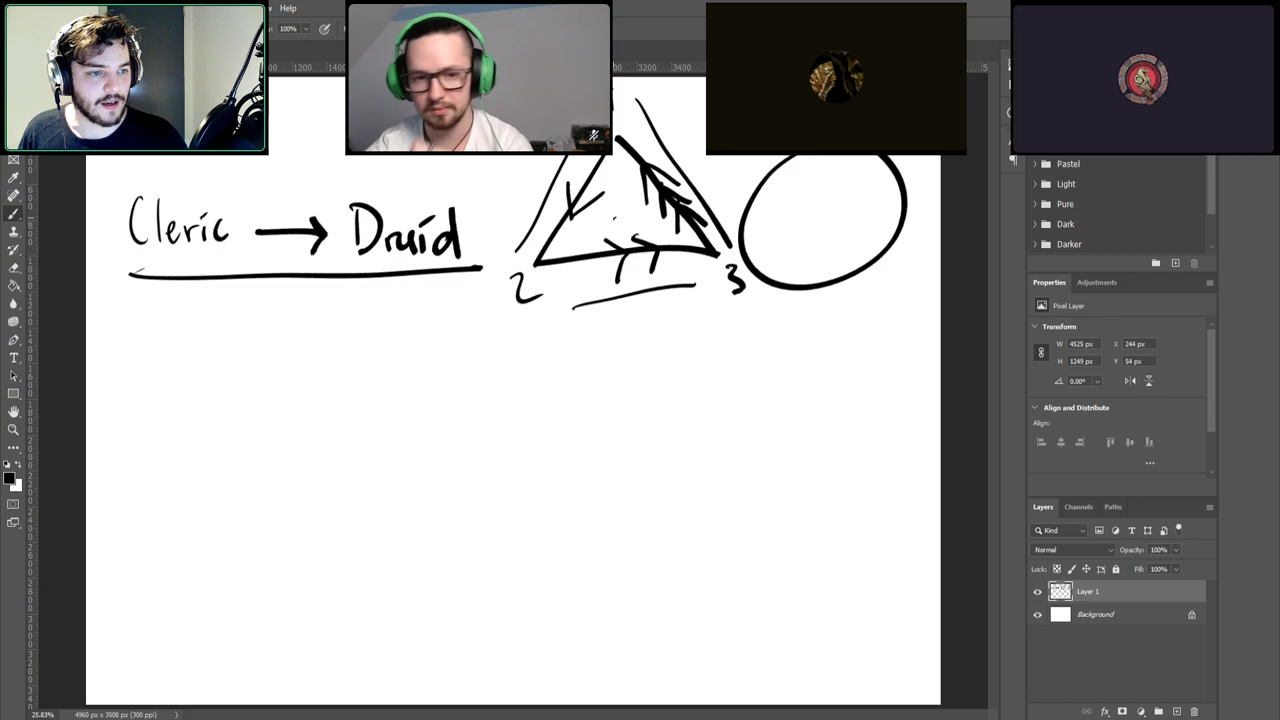 Help
100%
1200
1400
3200
3400
5
Cleric → Druid
2
3
Pastel
Light
Pure
Dark
Darker
Properties
Adjustments
Pixel Layer
Transform
W 4525 px X 244 px
H 1249 px Y 54 px
0.00°
Align and Distribute
Align:
Layers Channels Paths
Kind
Normal Opacity: 100%
Lock: Fill: 100%
Layer 1
Background
25.83% 4960 px x 3508 px (300 ppi)